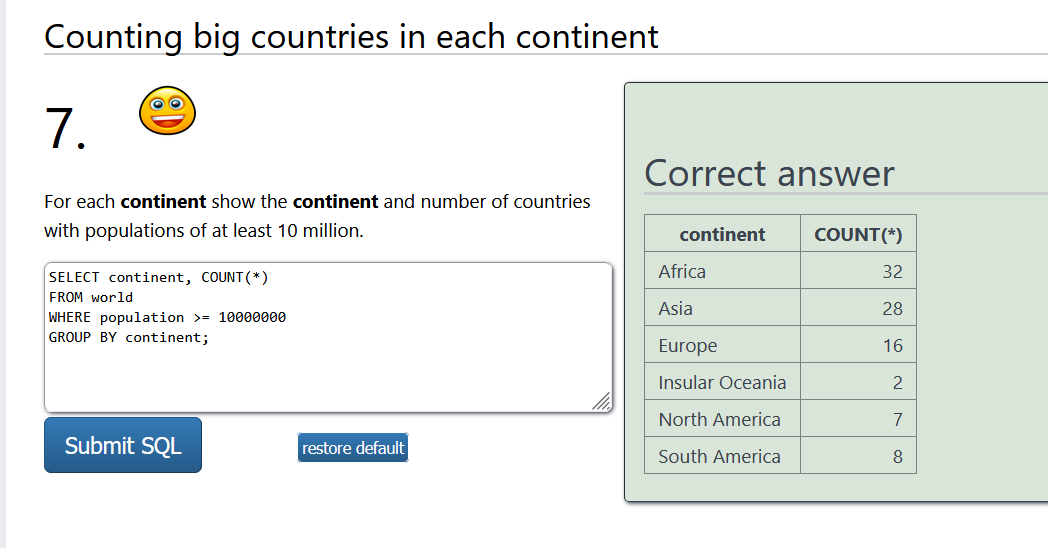 Counting big countries in each continent
7.
For each continent show the continent and number of countries
with populations of at least 10 million.
SELECT continent, COUNT(*)
FROM world
WHERE population >= 10000000
GROUP BY continent;
Submit SQL
restore default
Correct answer
continent COUNT(*)
Africa 32
Asia 28
Europe 16
Insular Oceania 2
North America 7
South America 8